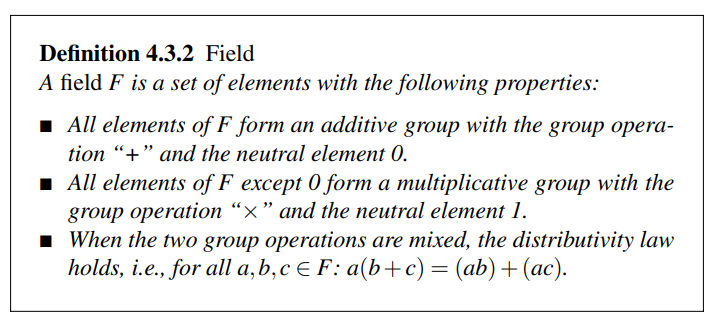 Definition 4.3.2 Field
A field F is a set of elements with the following properties:
■ All elements of F form an additive group with the group opera-
tion “+” and the neutral element 0.
■ All elements of F except 0 form a multiplicative group with the
group operation “×” and the neutral element 1.
■ When the two group operations are mixed, the distributivity law
holds, i.e., for all a,b,c ∈ F: a(b+c) = (ab)+(ac).